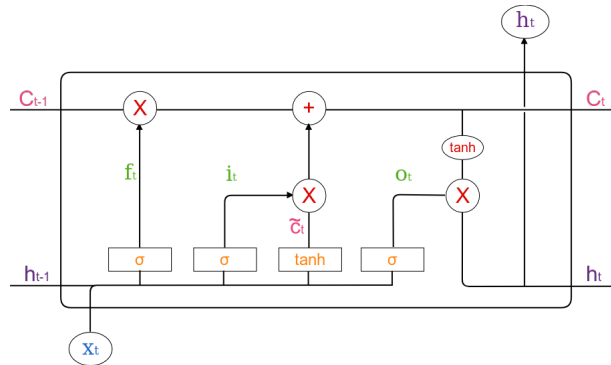 hₜ
Cₜ₋₁
X
+
Cₜ
tanh
fₜ
iₜ
oₜ
X
X
c̃ₜ
σ
σ
tanh
σ
hₜ₋₁
hₜ
xₜ